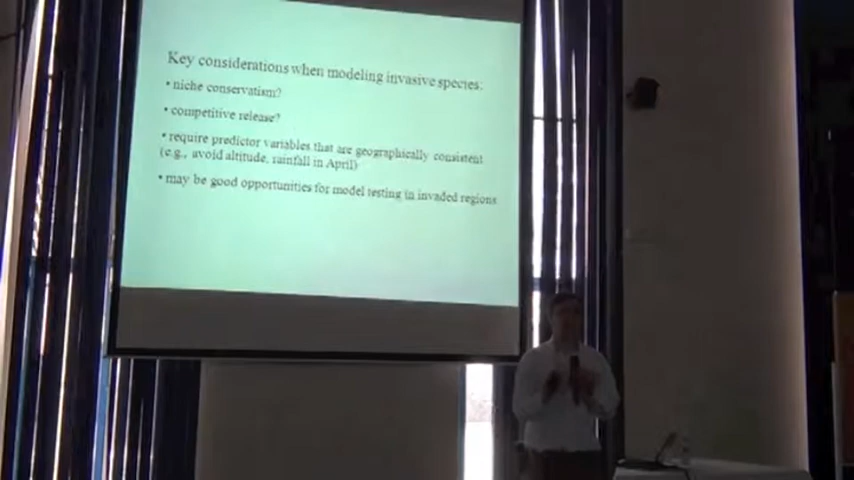 Key considerations when modeling invasive species:
• niche conservatism?
• competitive release?
• require predictor variables that are geographically consistent
(e.g., avoid altitude, rainfall in April)
• may be good opportunities for model testing in invaded regions